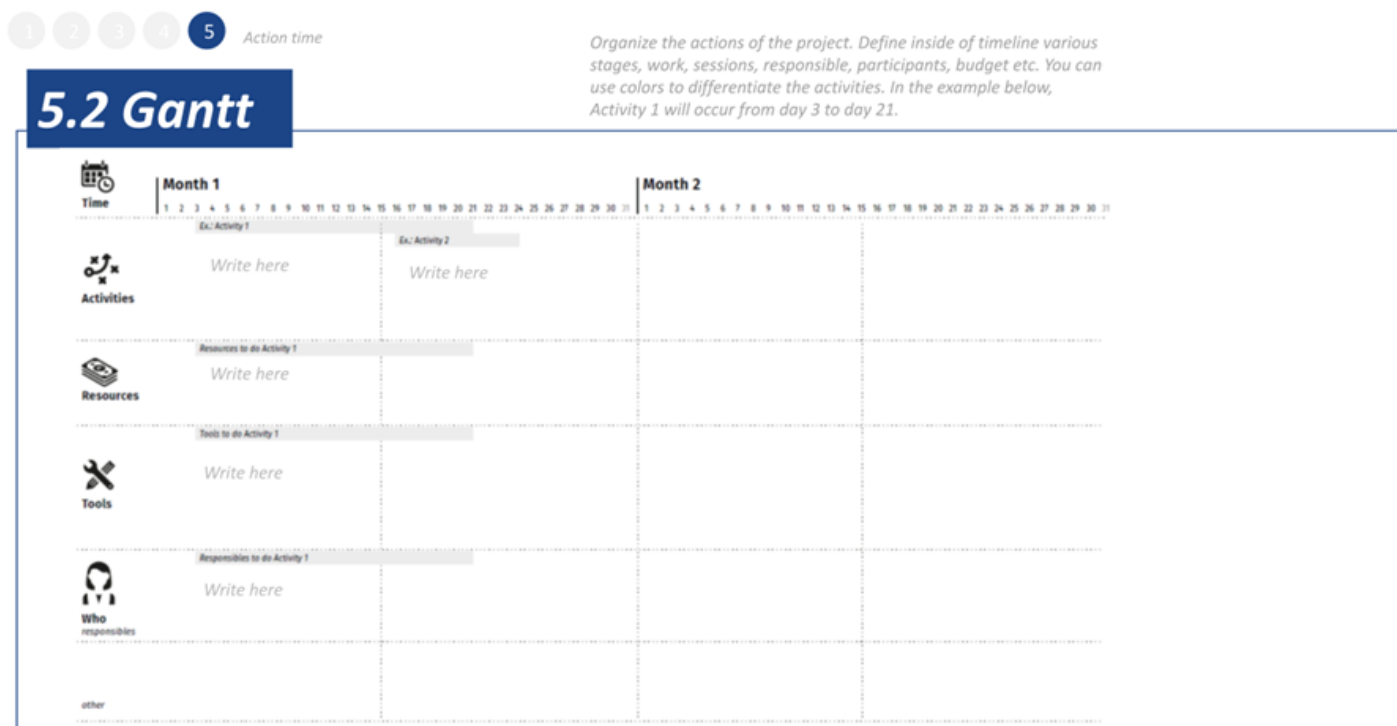 1 2 3 4 5 Action time
Organize the actions of the project. Define inside of timeline various
stages, work, sessions, responsible, participants, budget etc. You can
use colors to differentiate the activities. In the example below,
Activity 1 will occur from day 3 to day 21.
5.2 Gantt
Time
Month 1
1 2 3 4 5 6 7 8 9 10 11 12 13 14 15 16 17 18 19 20 21 22 23 24 25 26 27 28 29 30 31
Month 2
1 2 3 4 5 6 7 8 9 10 11 12 13 14 15 16 17 18 19 20 21 22 23 24 25 26 27 28 29 30 31
Activities
Ex.: Activity 1
Write here
Ex.: Activity 2
Write here
Resources
Resources to do Activity 1
Write here
Tools
Tools to do Activity 1
Write here
Who
responsibles
Responsibles to do Activity 1
Write here
other